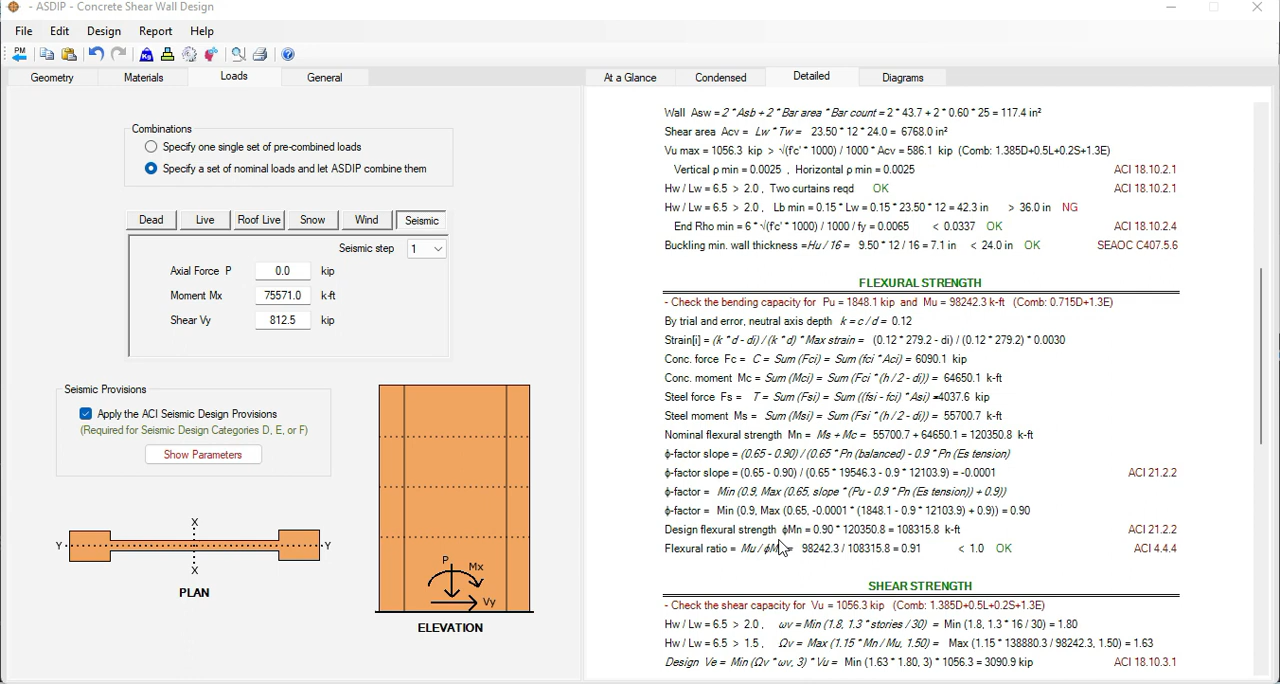 - ASDIP - Concrete Shear Wall Design
File Edit Design Report Help
PM
Kg
Geometry Materials Loads General
At a Glance Condensed Detailed Diagrams
Combinations
Specify one single set of pre-combined loads
Specify a set of nominal loads and let ASDIP combine them
Dead Live Roof Live Snow Wind Seismic
Seismic step 1
Axial Force P 0.0 kip
Moment Mx 75571.0 k-ft
Shear Vy 812.5 kip
Seismic Provisions
Apply the ACI Seismic Design Provisions
(Required for Seismic Design Categories D, E, or F)
Show Parameters
X
Y Y
X
PLAN
P Mx
Vy
ELEVATION
Wall Asw = 2 * Asb + 2 * Bar area * Bar count = 2 * 43.7 + 2 * 0.60 * 25 = 117.4 in²
Shear area Acv = Lw * Tw = 23.50 * 12 * 24.0 = 6768.0 in²
Vu max = 1056.3 kip > √(f'c * 1000) / 1000 * Acv = 586.1 kip (Comb: 1.385D+0.5L+0.2S+1.3E)
Vertical ρ min = 0.0025 , Horizontal ρ min = 0.0025 ACI 18.10.2.1
Hw / Lw = 6.5 > 2.0 , Two curtains reqd OK ACI 18.10.2.1
Hw / Lw = 6.5 > 2.0 , Lb min = 0.15 * Lw = 0.15 * 23.50 * 12 = 42.3 in > 36.0 in NG
End Rho min = 6 * √(f'c * 1000) / 1000 / fy = 0.0065 < 0.0337 OK ACI 18.10.2.4
Buckling min. wall thickness = Hu / 16 = 9.50 * 12 / 16 = 7.1 in < 24.0 in OK SEAOC C407.5.6
FLEXURAL STRENGTH
- Check the bending capacity for Pu = 1848.1 kip and Mu = 98242.3 k-ft (Comb: 0.715D+1.3E)
By trial and error, neutral axis depth k = c / d = 0.12
Strain[i] = (k * d - di) / (k * d) * Max strain = (0.12 * 279.2 - di) / (0.12 * 279.2) * 0.0030
Conc. force Fc = C = Sum (Fci) = Sum (fci * Aci) = 6090.1 kip
Conc. moment Mc = Sum (Mci) = Sum (Fci * (h / 2 - di)) = 64650.1 k-ft
Steel force Fs = T = Sum (Fsi) = Sum ((fsi - fci) * Asi) =4037.6 kip
Steel moment Ms = Sum (Msi) = Sum (Fsi * (h / 2 - di)) = 55700.7 k-ft
Nominal flexural strength Mn = Ms + Mc = 55700.7 + 64650.1 = 120350.8 k-ft
ϕ-factor slope = (0.65 - 0.90) / (0.65 * Pn (balanced) - 0.9 * Pn (Es tension)
ϕ-factor slope = (0.65 - 0.90) / (0.65 * 19546.3 - 0.9 * 12103.9) = -0.0001 ACI 21.2.2
ϕ-factor = Min (0.9, Max (0.65, slope * (Pu - 0.9 * Pn (Es tension)) + 0.9))
ϕ-factor = Min (0.9, Max (0.65, -0.0001 * (1848.1 - 0.9 * 12103.9) + 0.9)) = 0.90
Design flexural strength ϕMn = 0.90 * 120350.8 = 108315.8 k-ft ACI 21.2.2
Flexural ratio = Mu / ϕM = 98242.3 / 108315.8 = 0.91 < 1.0 OK ACI 4.4.4
SHEAR STRENGTH
- Check the shear capacity for Vu = 1056.3 kip (Comb: 1.385D+0.5L+0.2S+1.3E)
Hw / Lw = 6.5 > 2.0 , ωv = Min (1.8, 1.3 * stories / 30) = Min (1.8, 1.3 * 16 / 30) = 1.80
Hw / Lw = 6.5 > 1.5 , Ωv = Max (1.15 * Mn / Mu, 1.50) = Max (1.15 * 138880.3 / 98242.3, 1.50) = 1.63
Design Ve = Min (Ωv * ωv, 3) * Vu = Min (1.63 * 1.80, 3) * 1056.3 = 3090.9 kip ACI 18.10.3.1